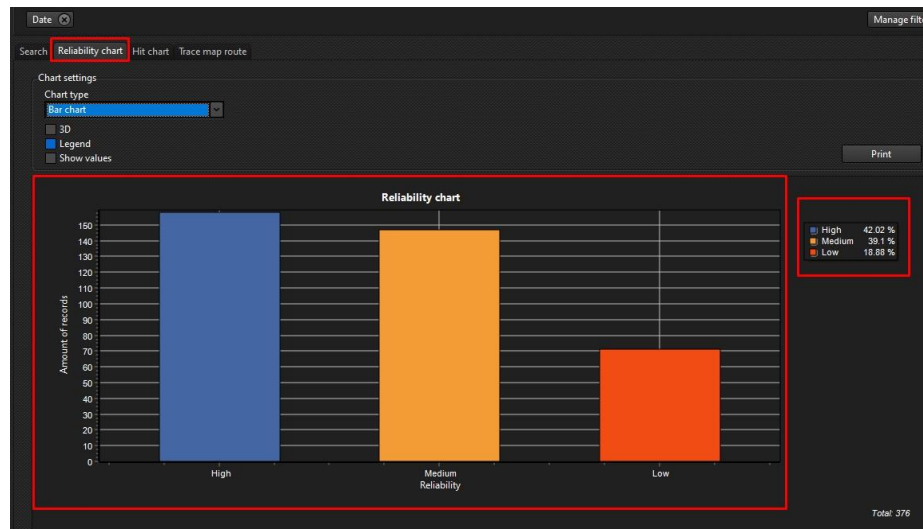 Date
Manage filte
Search Reliability chart Hit chart Trace map route
Chart settings
Chart type
Bar chart
3D
Legend
Show values
Print
Reliability chart
High 42.02 %
Medium 39.1 %
Low 18.88 %
150
140
130
120
110
100
90
80
70
60
50
40
30
20
10
0
Amount of records
High Medium Low
Reliability
Total: 376